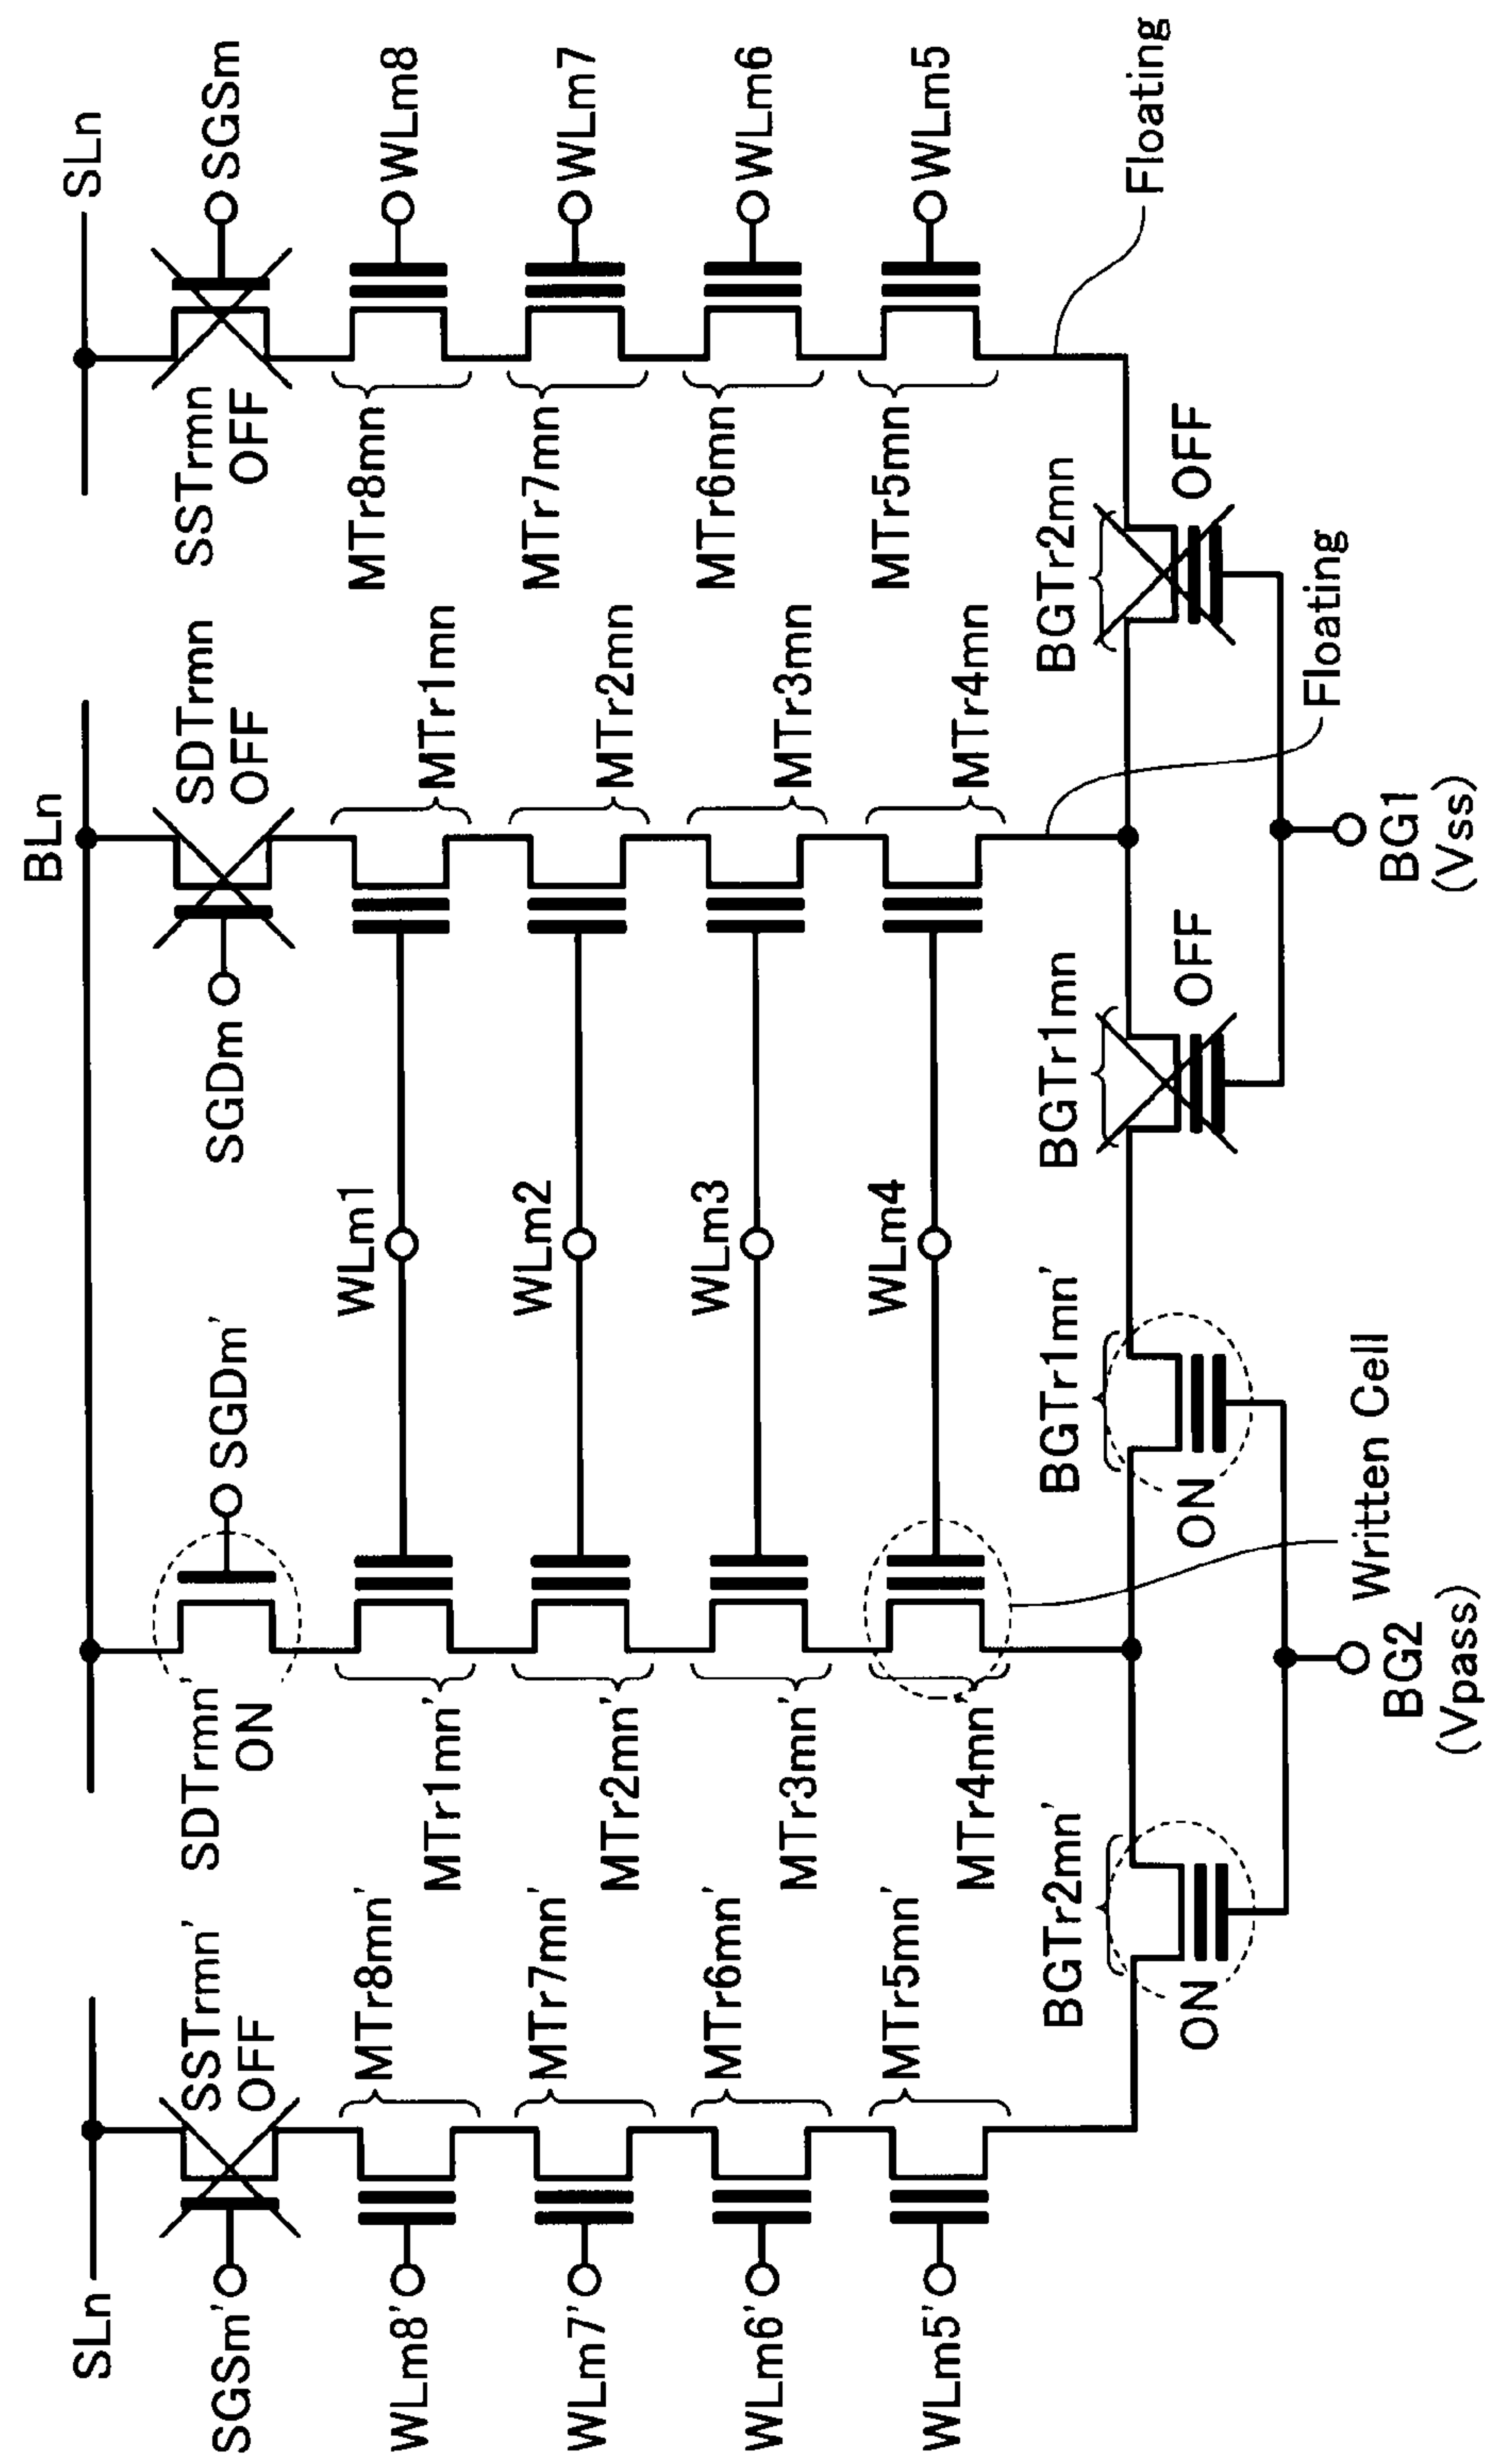 SLn
BLn
SLn
SGSm'
SSTrmn'
OFF
SDTrmn'
ON
SGDm'
SGDm
SDTrmn
OFF
SSTrmn
OFF
SGSm
WLm8'
MTr8mn'
MTr1mn'
WLm1
MTr1mn
MTr8mn
WLm8
WLm7'
MTr7mn'
MTr2mn'
WLm2
MTr2mn
MTr7mn
WLm7
WLm6'
MTr6mn'
MTr3mn'
WLm3
MTr3mn
MTr6mn
WLm6
WLm5'
MTr5mn'
MTr4mn'
WLm4
MTr4mn
MTr5mn
WLm5
BGTr2mn'
BGTr1mn'
BGTr1mn
BGTr2mn
Floating
ON
ON
OFF
OFF
Written Cell
Floating
BG2
(Vpass)
BG1
(Vss)